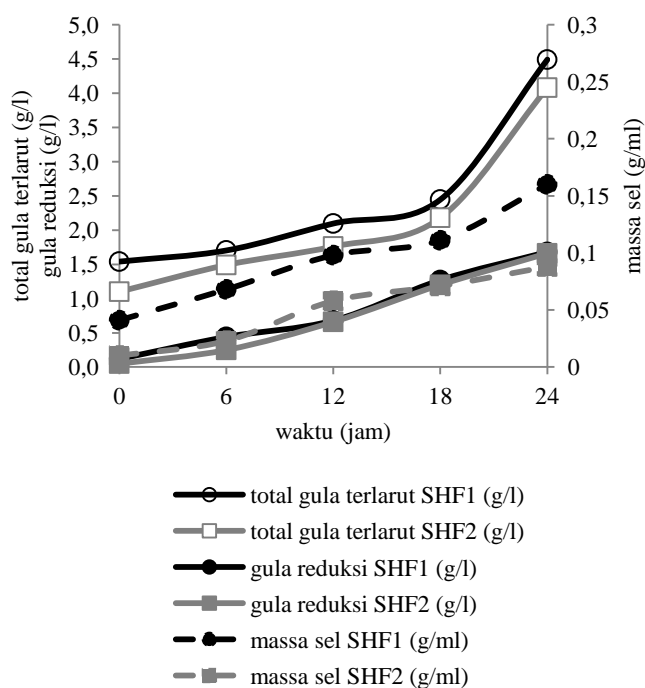 total gula terlarut (g/l)
gula reduksi (g/l)
5,0
4,5
4,0
3,5
3,0
2,5
2,0
1,5
1,0
0,5
0,0
0,3
0,25
0,2
0,15
0,1
0,05
0
massa sel (g/ml)
0 6 12 18 24
waktu (jam)
total gula terlarut SHF1 (g/l)
total gula terlarut SHF2 (g/l)
gula reduksi SHF1 (g/l)
gula reduksi SHF2 (g/l)
massa sel SHF1 (g/ml)
massa sel SHF2 (g/ml)